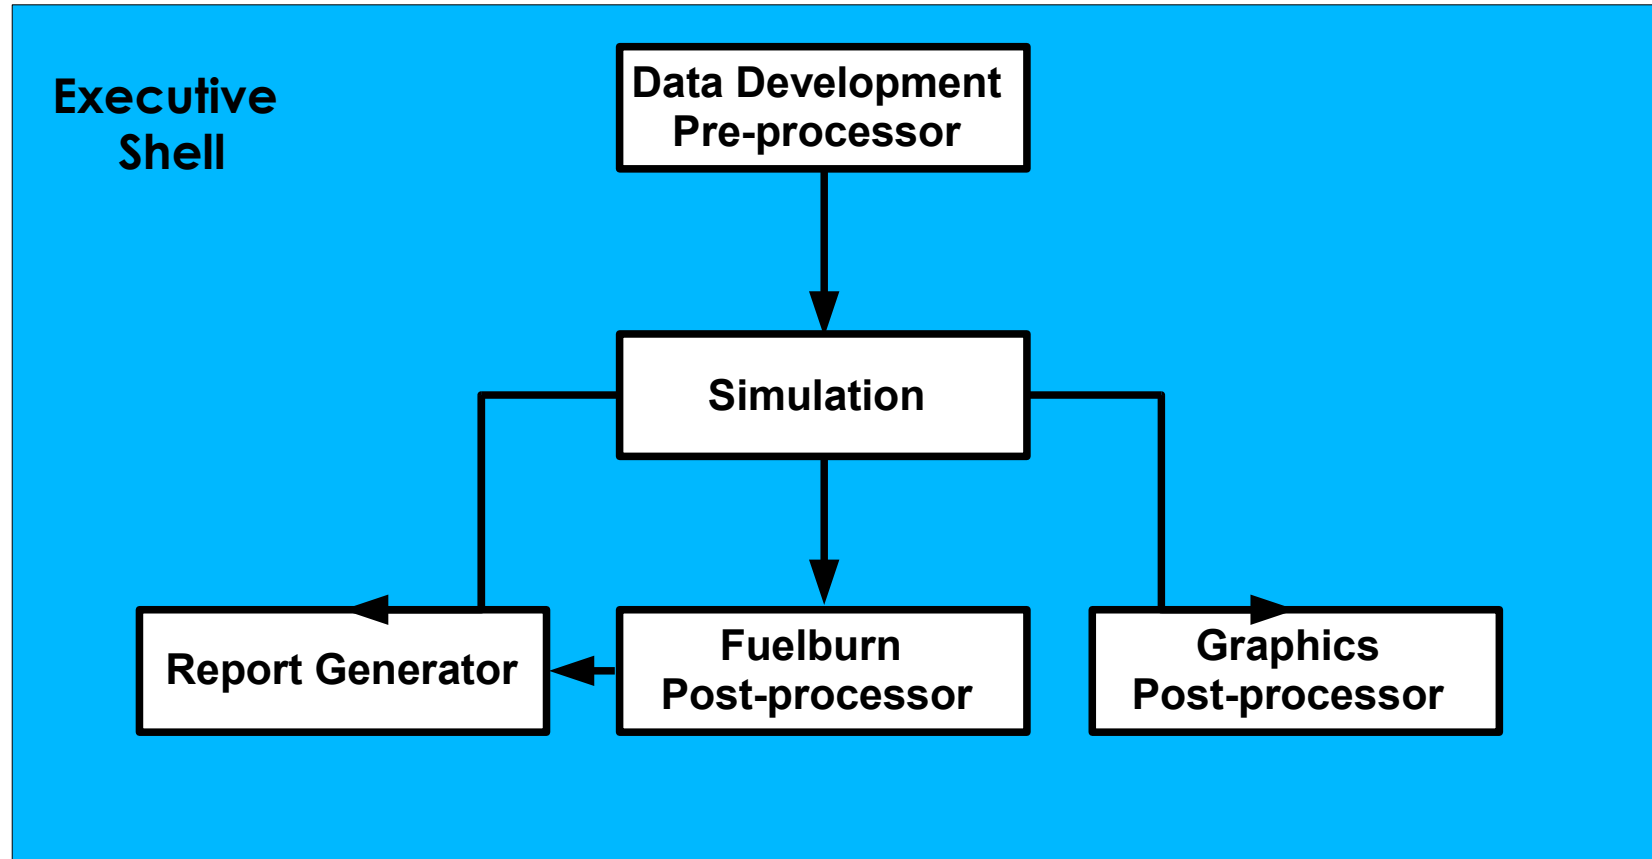 Executive
Shell
Data Development
Pre-processor
Simulation
Report Generator
Fuelburn
Post-processor
Graphics
Post-processor